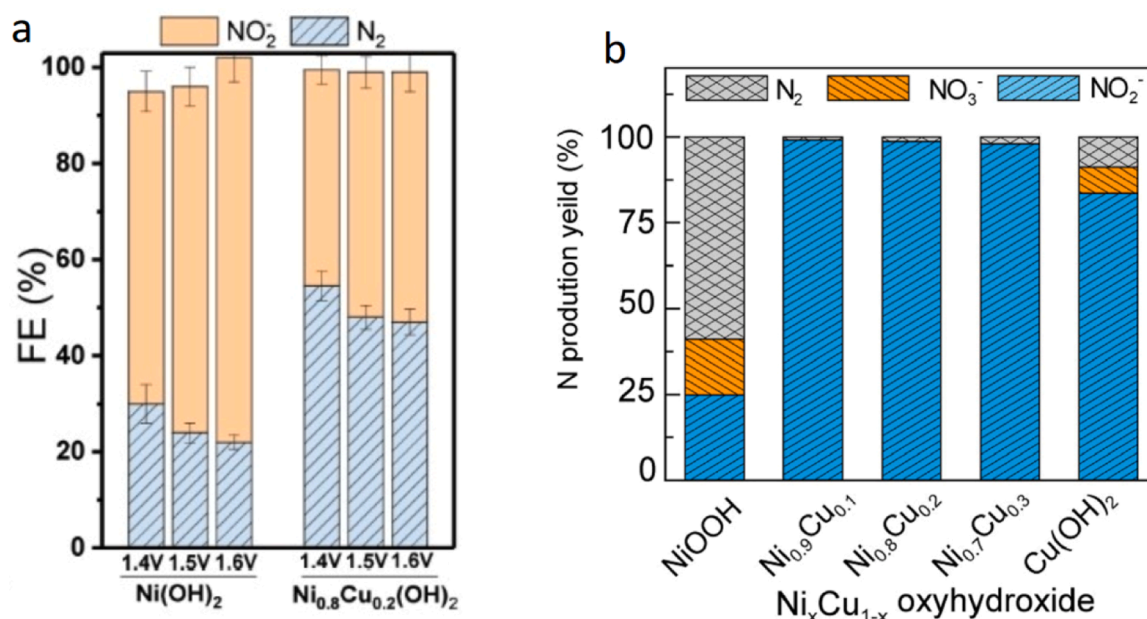 a
NO₂⁻ N₂
FE (%)
100
80
60
40
20
0
1.4V 1.5V 1.6V 1.4V 1.5V 1.6V
Ni(OH)₂ Ni₀.₈Cu₀.₂(OH)₂
b
N₂ NO₃⁻ NO₂⁻
N prodution yeild (%)
100
75
50
25
0
NiOOH Ni₀.₉Cu₀.₁ Ni₀.₈Cu₀.₂ Ni₀.₇Cu₀.₃ Cu(OH)₂
NiₓCu₁₋ₓ oxyhydroxide